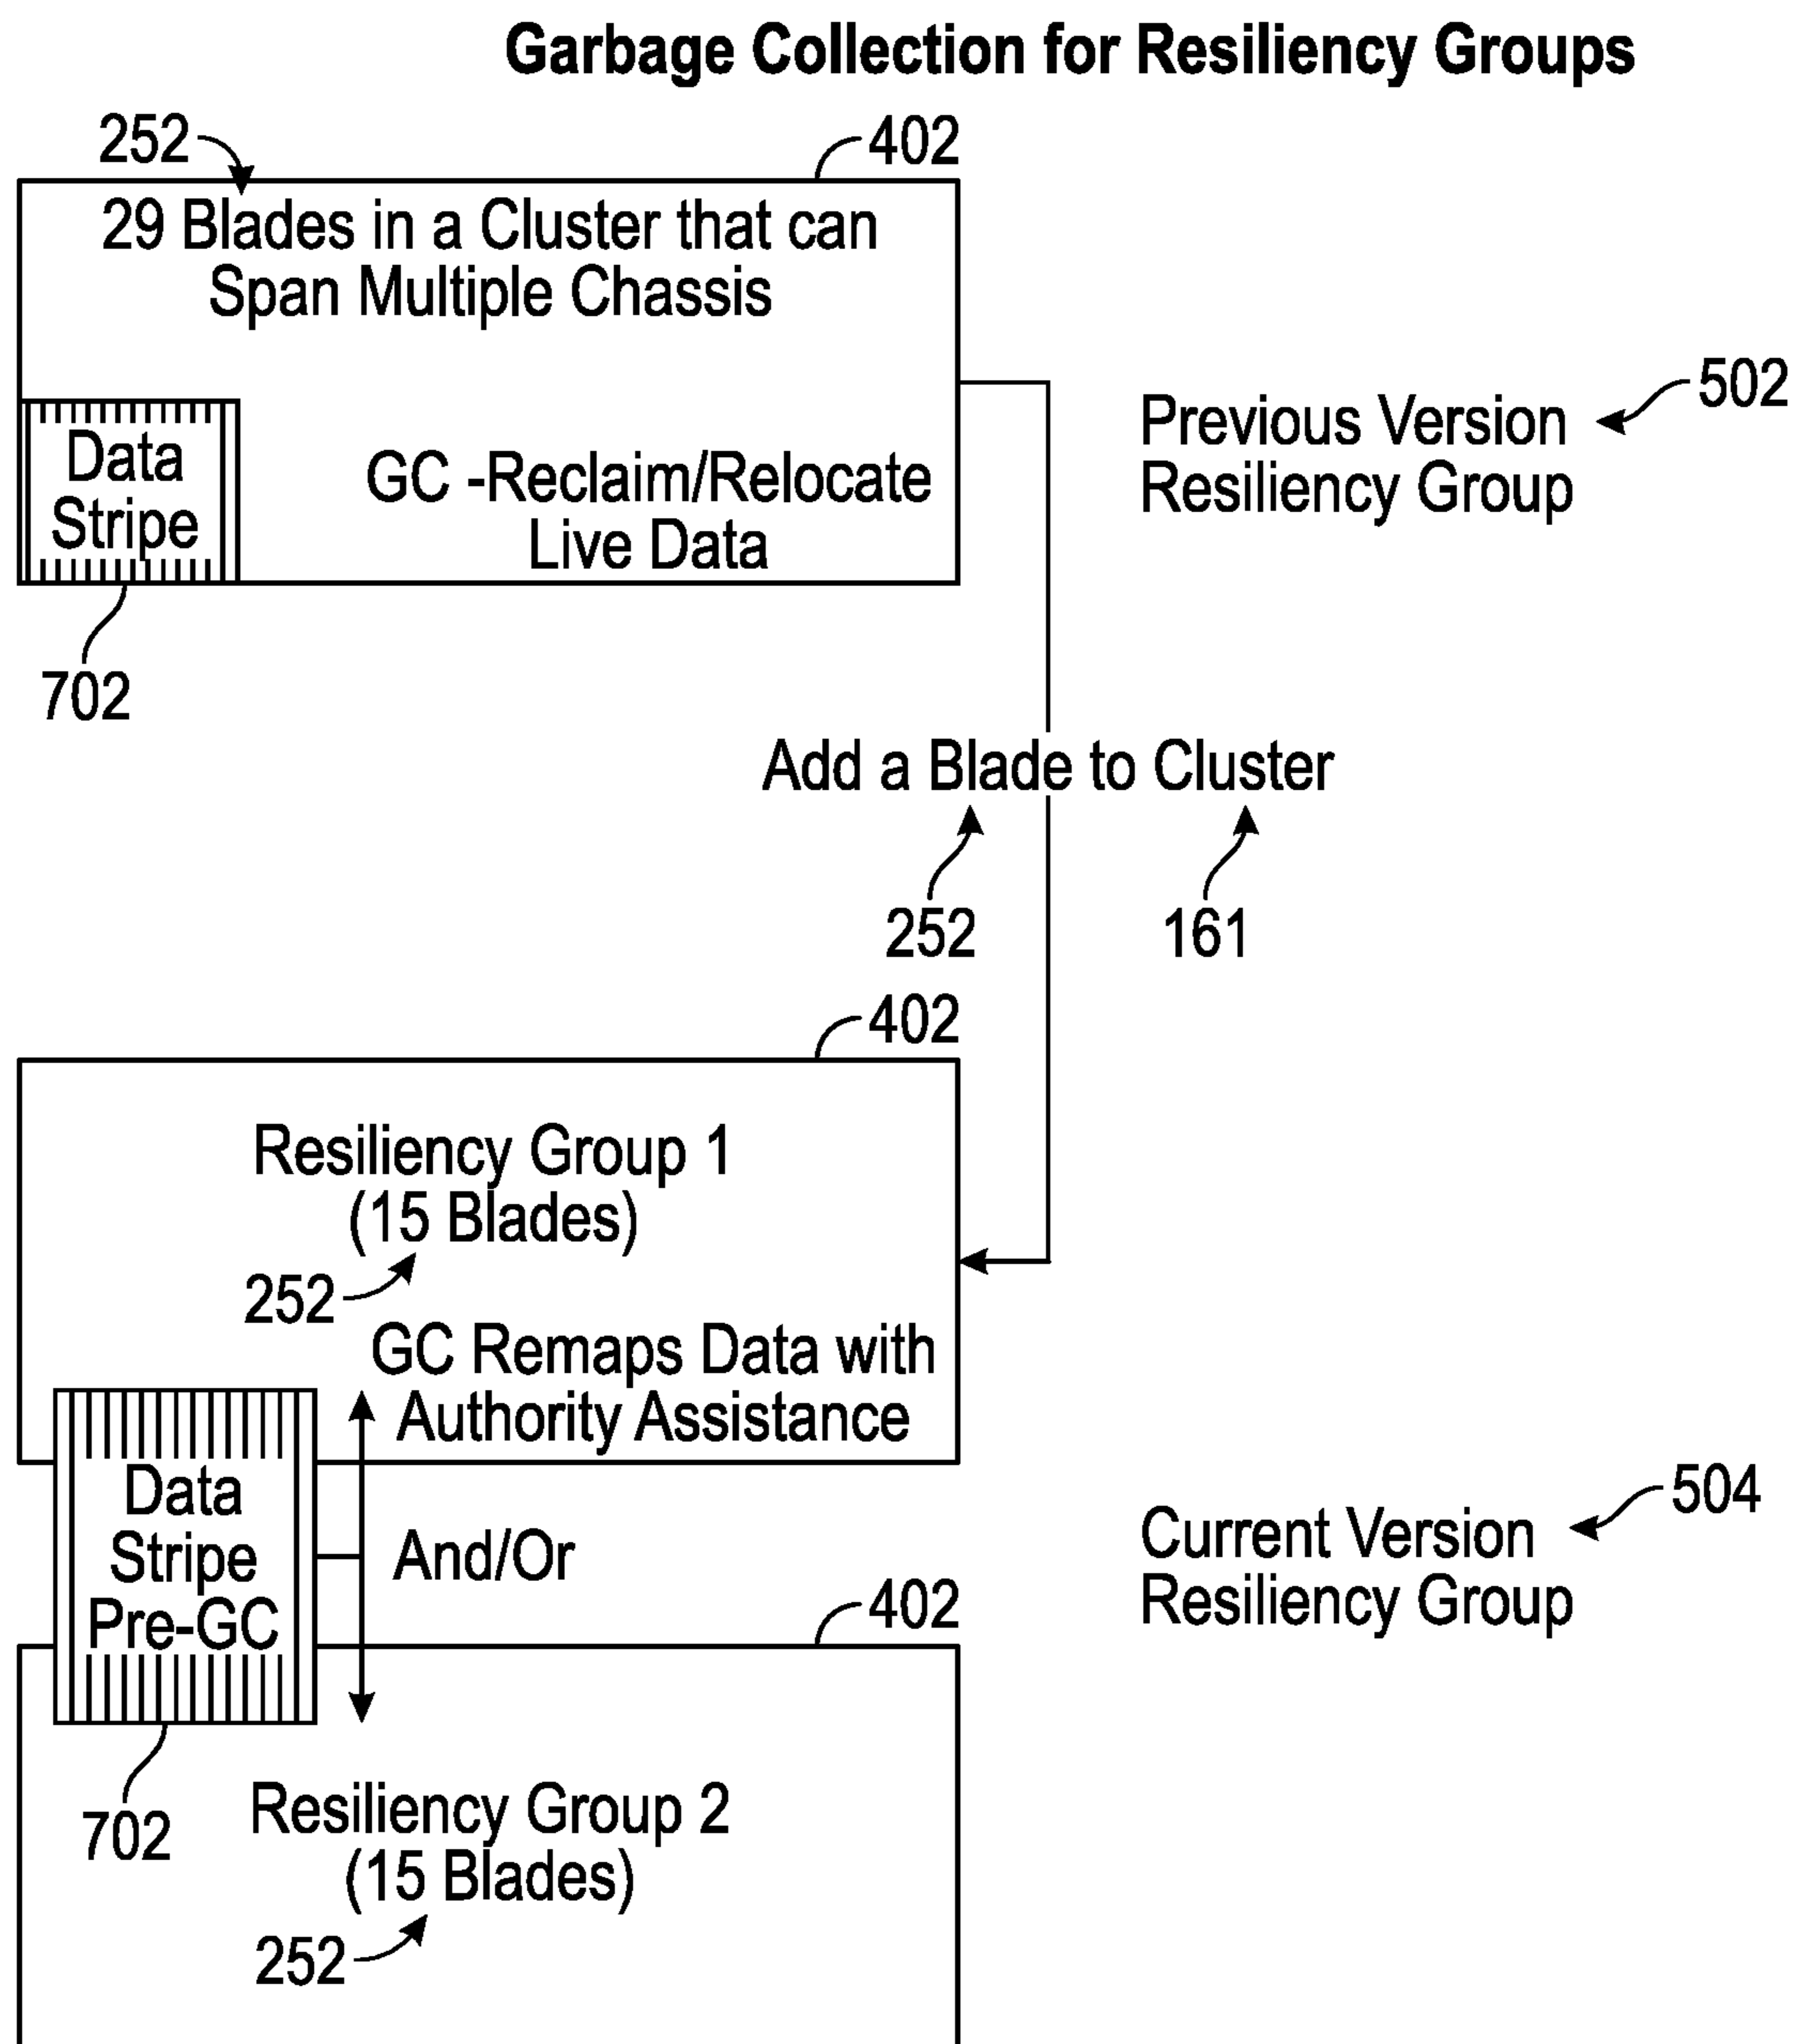 Garbage Collection for Resiliency Groups
252
402
29 Blades in a Cluster that can
Span Multiple Chassis
502
Previous Version
Resiliency Group
Data
Stripe
GC -Reclaim/Relocate
Live Data
702
Add a Blade to Cluster
252
161
402
Resiliency Group 1
(15 Blades)
252
GC Remaps Data with
Authority Assistance
Data
Stripe
Pre-GC
And/Or
504
Current Version
Resiliency Group
402
702
Resiliency Group 2
(15 Blades)
252